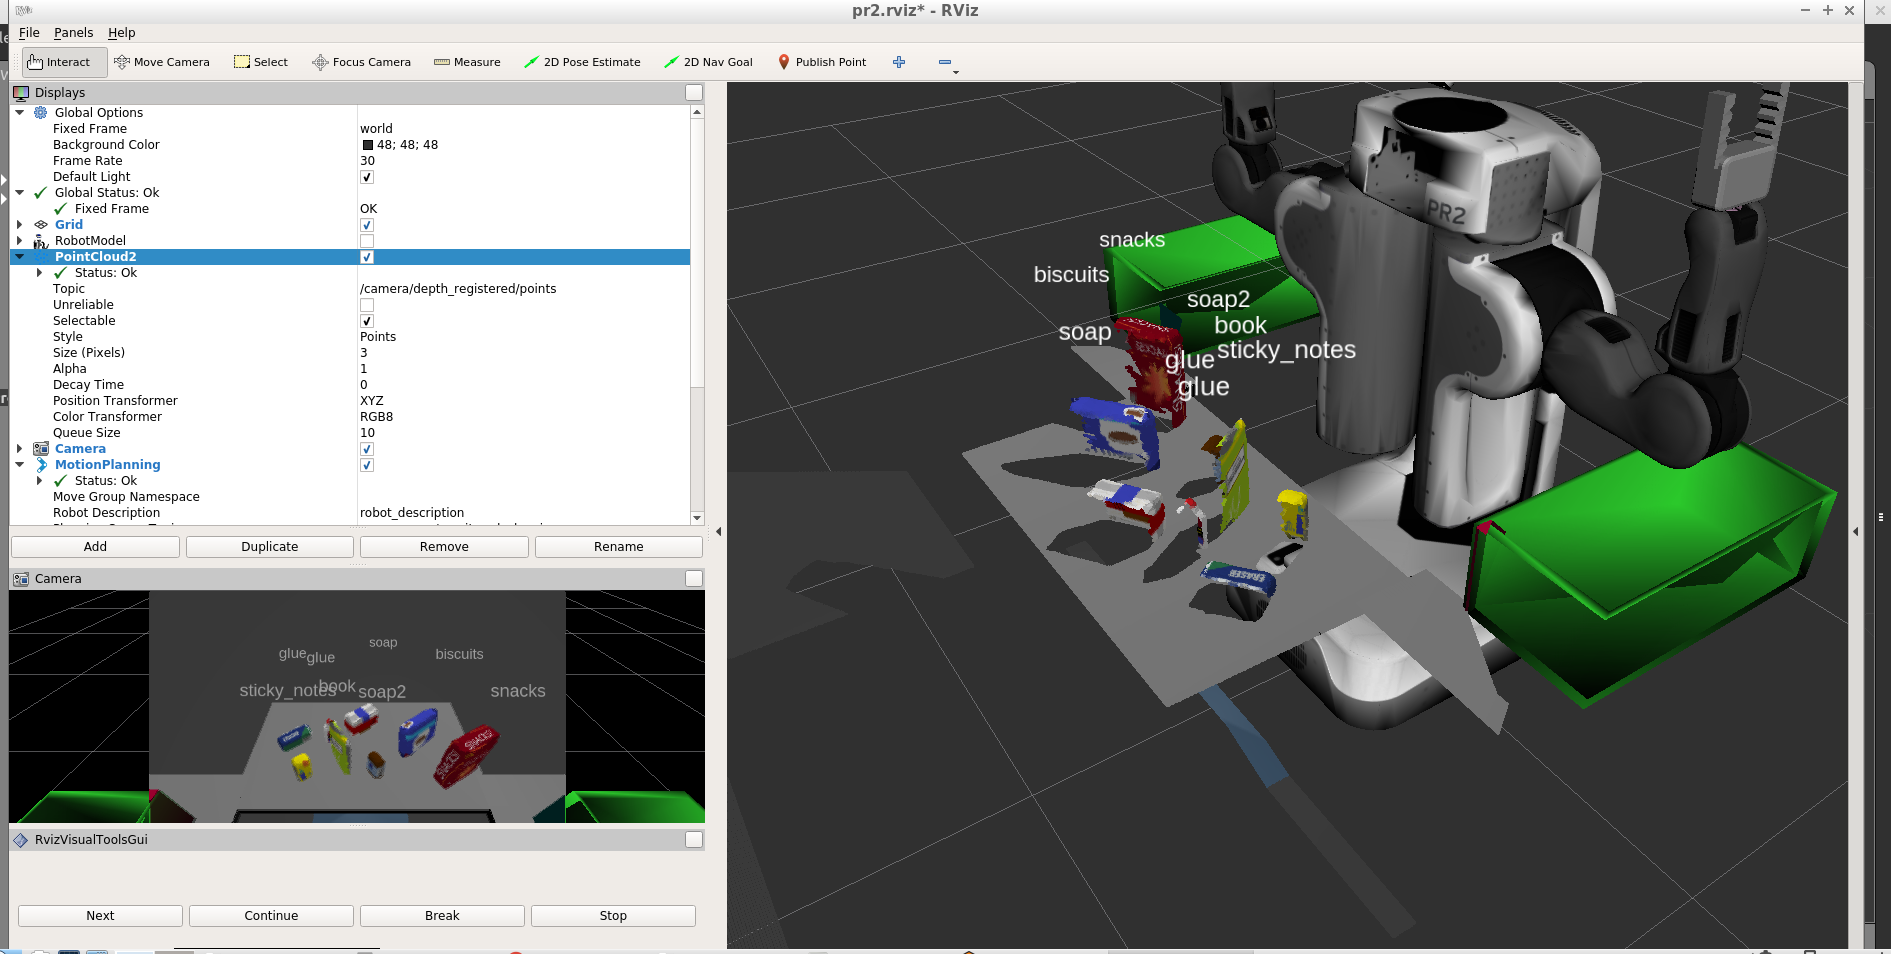 pr2.rviz* - RViz
File Panels Help
Interact Move Camera Select Focus Camera Measure 2D Pose Estimate 2D Nav Goal Publish Point
Displays
Global Options
Fixed Frame world
Background Color 48; 48; 48
Frame Rate 30
Default Light
Global Status: Ok
Fixed Frame OK
Grid
RobotModel
PointCloud2
Status: Ok
Topic /camera/depth_registered/points
Unreliable
Selectable
Style Points
Size (Pixels) 3
Alpha 1
Decay Time 0
Position Transformer XYZ
Color Transformer RGB8
Queue Size 10
Camera
MotionPlanning
Status: Ok
Move Group Namespace
Robot Description robot_description
Add Duplicate Remove Rename
Camera
soap
glue
glue
biscuits
sticky_notes
book
soap2
snacks
SNACKS
RvizVisualToolsGui
Next Continue Break Stop
PR2
snacks
biscuits
soap2
soap
book
glue
sticky_notes
glue
SNACKS
ERASER